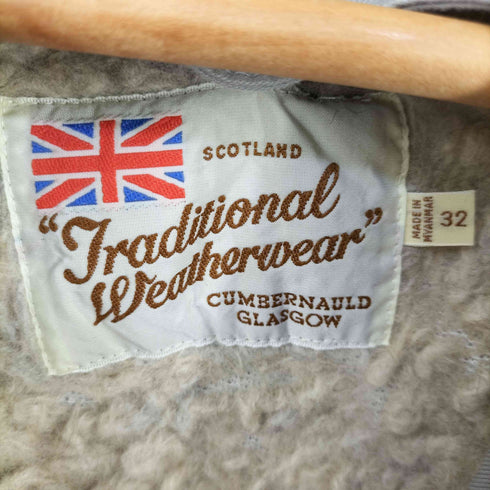 SCOTLAND
"Traditional
Weatherwear"
CUMBERNAULD
GLASGOW
MADE IN
MYANMAR
32